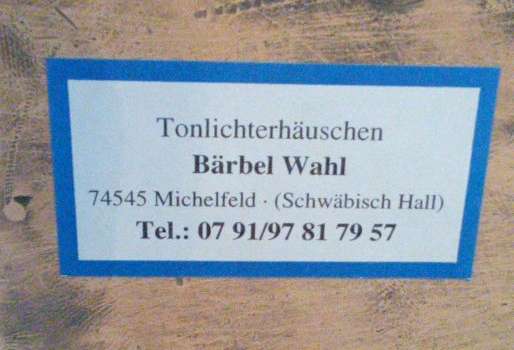 Tonlichterhäuschen
Bärbel Wahl
74545 Michelfeld · (Schwäbisch Hall)
Tel.: 07 91/97 81 79 57